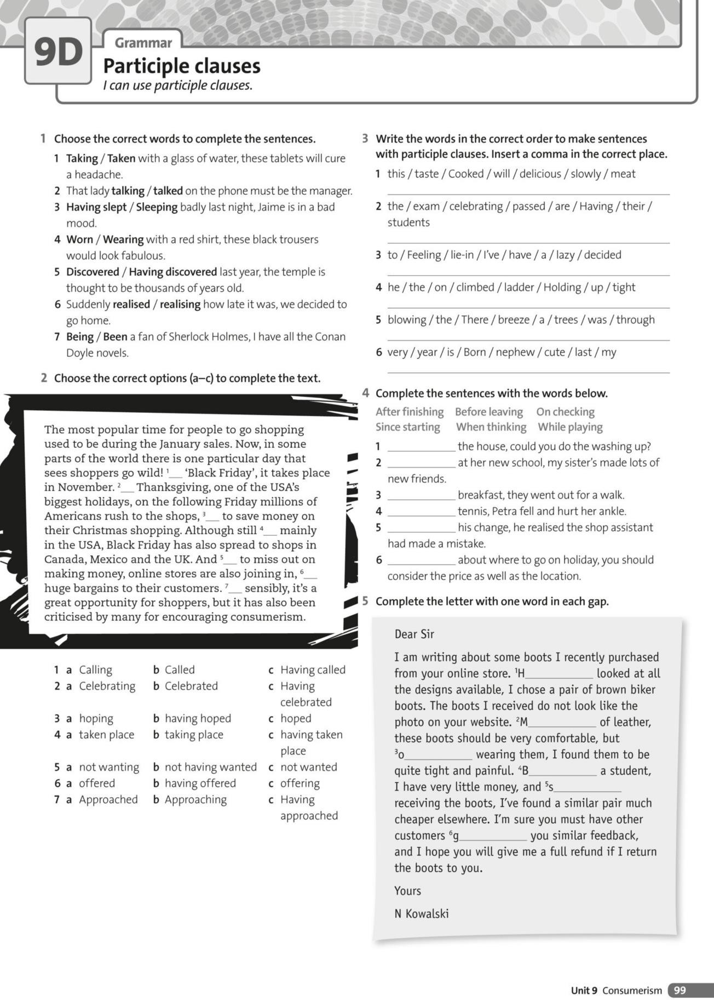 9D
Grammar
Participle clauses
I can use participle clauses.
1 Choose the correct words to complete the sentences.
1 Taking / Taken with a glass of water, these tablets will cure
a headache.
2 That lady talking / talked on the phone must be the manager.
3 Having slept / Sleeping badly last night, Jaime is in a bad
mood.
4 Worn / Wearing with a red shirt, these black trousers
would look fabulous.
5 Discovered / Having discovered last year, the temple is
thought to be thousands of years old.
6 Suddenly realised / realising how late it was, we decided to
go home.
7 Being / Been a fan of Sherlock Holmes, I have all the Conan
Doyle novels.
2 Choose the correct options (a–c) to complete the text.
The most popular time for people to go shopping
used to be during the January sales. Now, in some
parts of the world there is one particular day that
sees shoppers go wild! 1__ ‘Black Friday’, it takes place
in November. 2__ Thanksgiving, one of the USA’s
biggest holidays, on the following Friday millions of
Americans rush to the shops, 3__ to save money on
their Christmas shopping. Although still 4__ mainly
in the USA, Black Friday has also spread to shops in
Canada, Mexico and the UK. And 5__ to miss out on
making money, online stores are also joining in, 6__
huge bargains to their customers. 7__ sensibly, it’s a
great opportunity for shoppers, but it has also been
criticised by many for encouraging consumerism.
1 a Calling b Called c Having called
2 a Celebrating b Celebrated c Having
celebrated
3 a hoping b having hoped c hoped
4 a taken place b taking place c having taken
place
5 a not wanting b not having wanted c not wanted
6 a offered b having offered c offering
7 a Approached b Approaching c Having
approached
3 Write the words in the correct order to make sentences
with participle clauses. Insert a comma in the correct place.
1 this / taste / Cooked / will / delicious / slowly / meat
2 the / exam / celebrating / passed / are / Having / their /
students
3 to / Feeling / lie-in / I’ve / have / a / lazy / decided
4 he / the / on / climbed / ladder / Holding / up / tight
5 blowing / the / There / breeze / a / trees / was / through
6 very / year / is / Born / nephew / cute / last / my
4 Complete the sentences with the words below.
After finishing Before leaving On checking
Since starting When thinking While playing
1 ____________ the house, could you do the washing up?
2 ____________ at her new school, my sister’s made lots of
new friends.
3 ____________ breakfast, they went out for a walk.
4 ____________ tennis, Petra fell and hurt her ankle.
5 ____________ his change, he realised the shop assistant
had made a mistake.
6 ____________ about where to go on holiday, you should
consider the price as well as the location.
5 Complete the letter with one word in each gap.
Dear Sir
I am writing about some boots I recently purchased
from your online store. 1H____________ looked at all
the designs available, I chose a pair of brown biker
boots. The boots I received do not look like the
photo on your website. 2M____________ of leather,
these boots should be very comfortable, but
3o____________ wearing them, I found them to be
quite tight and painful. 4B____________ a student,
I have very little money, and 5s____________
receiving the boots, I’ve found a similar pair much
cheaper elsewhere. I’m sure you must have other
customers 6g____________ you similar feedback,
and I hope you will give me a full refund if I return
the boots to you.
Yours
N Kowalski
Unit 9 Consumerism 99